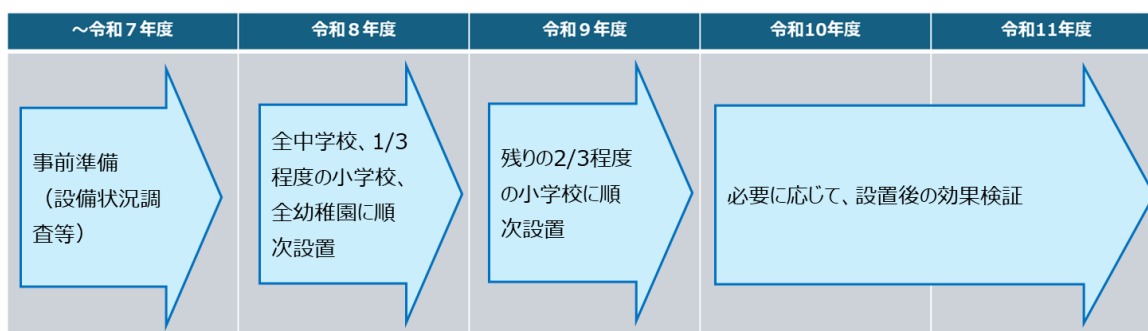 ～令和７年度
令和８年度
令和９年度
令和10年度
令和11年度
事前準備
（設備状況調
査等）
全中学校、1/3
程度の小学校、
全幼稚園に順
次設置
残りの2/3程度
の小学校に順
次設置
必要に応じて、設置後の効果検証